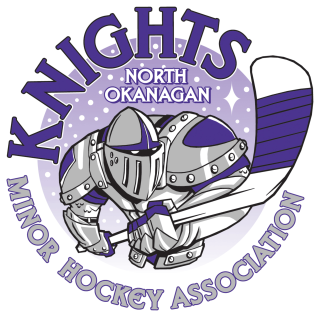 KNIGHTS
NORTH
OKANAGAN
MINOR HOCKEY ASSOCIATION